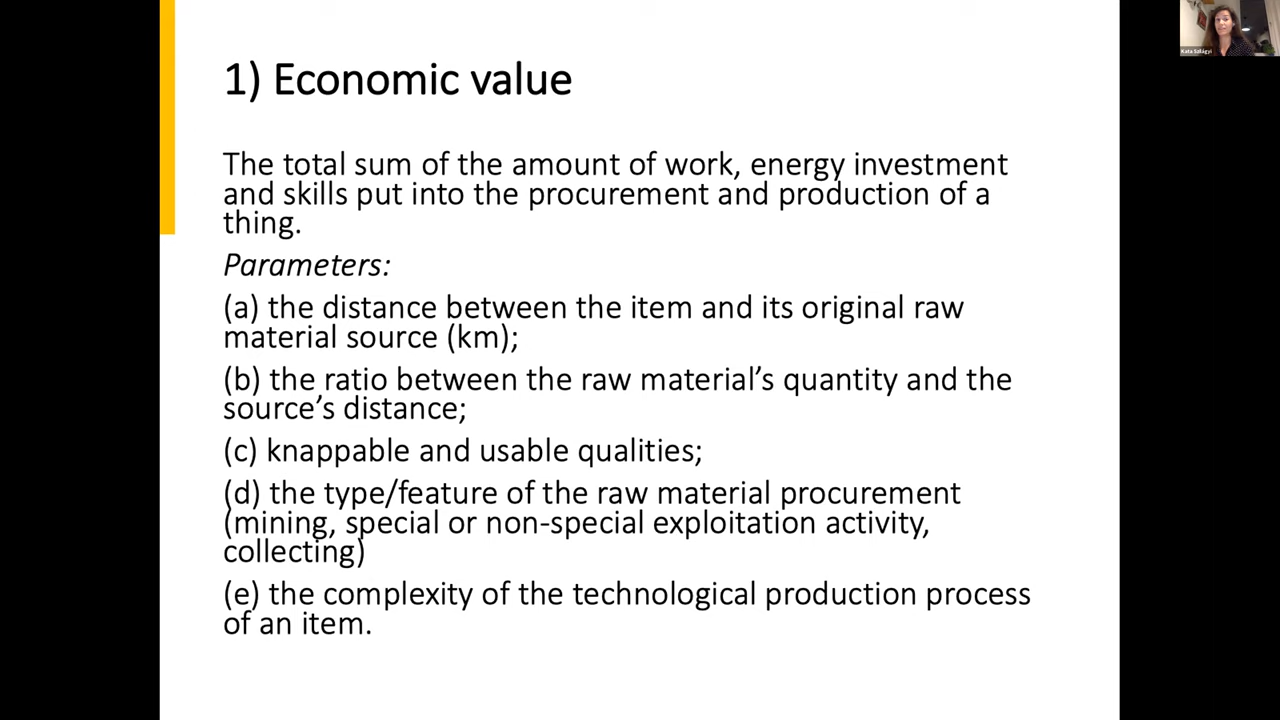 1) Economic value
The total sum of the amount of work, energy investment
and skills put into the procurement and production of a
thing.
Parameters:
(a) the distance between the item and its original raw
material source (km);
(b) the ratio between the raw material’s quantity and the
source’s distance;
(c) knappable and usable qualities;
(d) the type/feature of the raw material procurement
(mining, special or non-special exploitation activity,
collecting)
(e) the complexity of the technological production process
of an item.
Kata Szilágyi